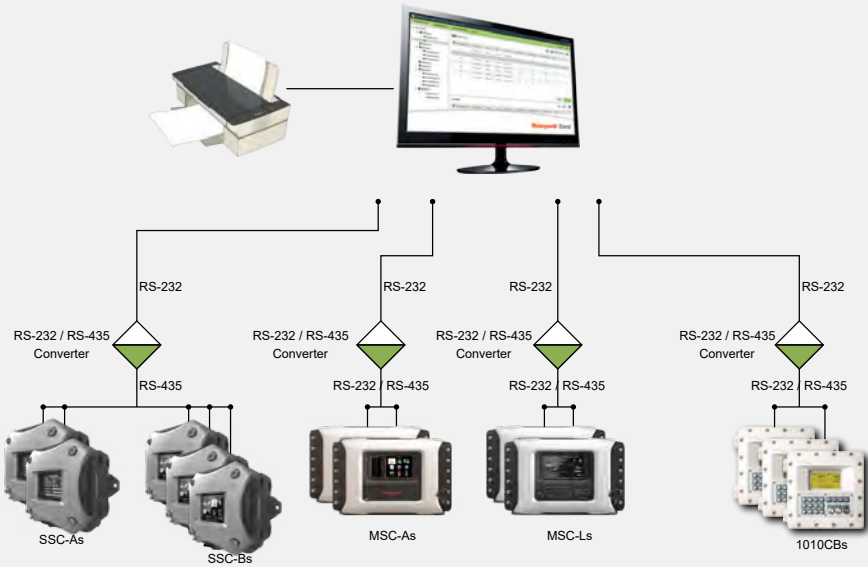 Honeywell Enraf
RS-232
RS-232
RS-232
RS-232
RS-232 / RS-435
Converter
RS-232 / RS-435
Converter
RS-232 / RS-435
Converter
RS-232 / RS-435
Converter
RS-435
RS-232 / RS-435
RS-232 / RS-435
RS-232 / RS-435
SSC-As
SSC-Bs
MSC-As
MSC-Ls
1010CBs